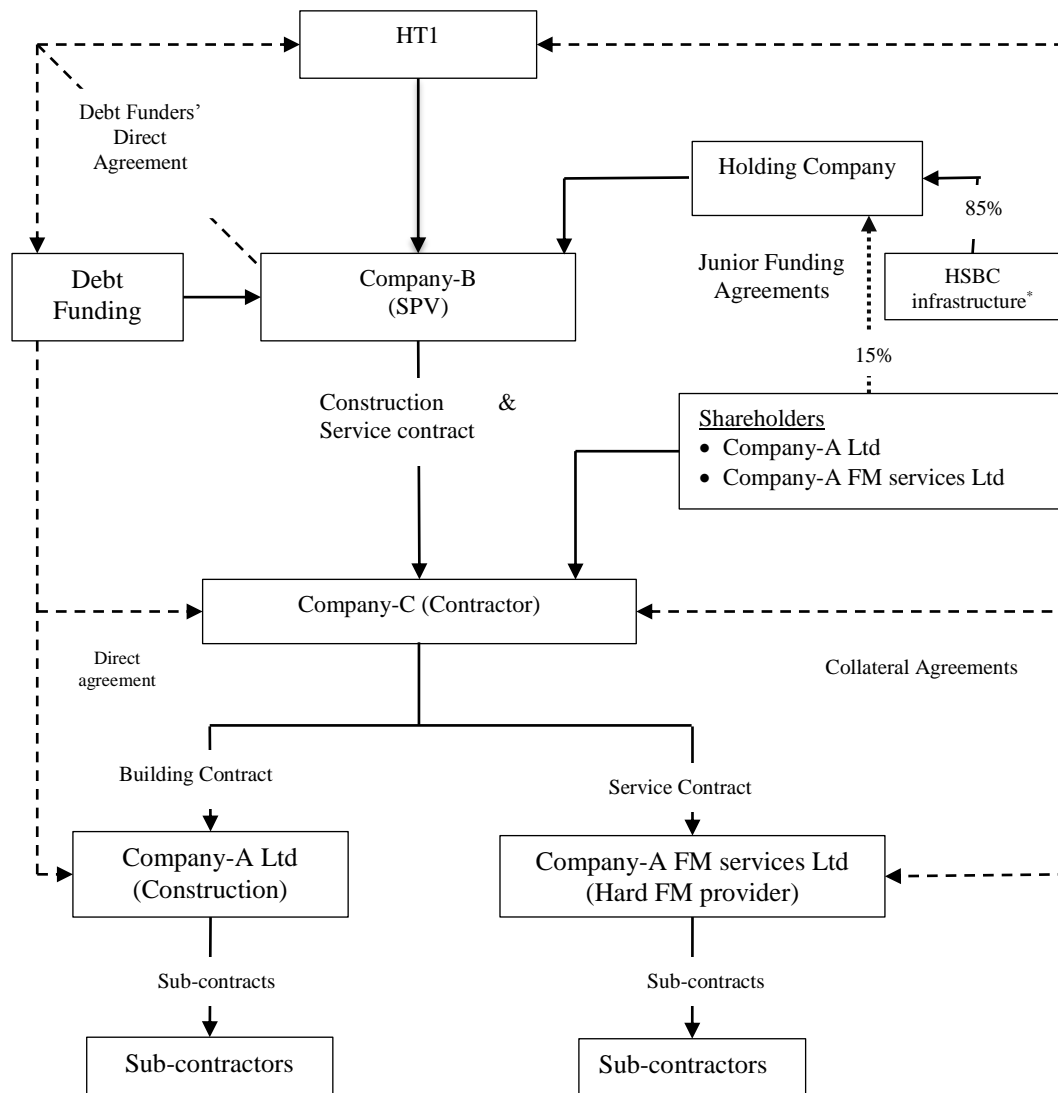 HT1
Debt Funders’
Direct
Agreement
Holding Company
85%
Debt
Funding
Company-B
(SPV)
Junior Funding
Agreements
HSBC
infrastructure*
15%
Construction &
Service contract
Shareholders
• Company-A Ltd
• Company-A FM services Ltd
Company-C (Contractor)
Direct
agreement
Collateral Agreements
Building Contract
Service Contract
Company-A Ltd
(Construction)
Company-A FM services Ltd
(Hard FM provider)
Sub-contracts
Sub-contracts
Sub-contractors
Sub-contractors